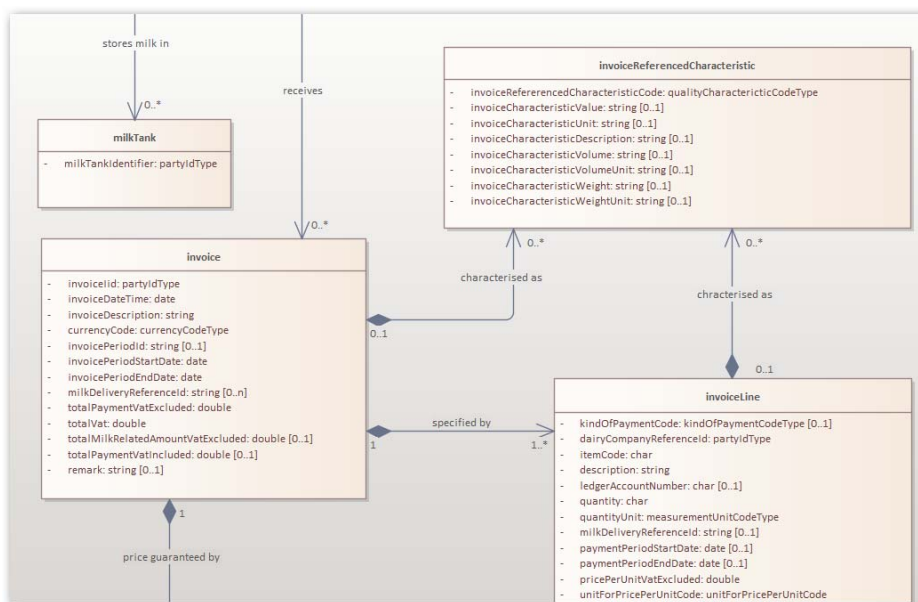 stores milk in
receives
0..*
milkTank
- milkTankIdentifier: partyIdType
0..*
invoiceReferencedCharacteristic
- invoiceRefererencedCharacteristicCode: qualityCharactericticCodeType
- invoiceCharacteristicValue: string [0..1]
- invoiceCharacteristicUnit: string [0..1]
- invoiceCharacteristicDescription: string [0..1]
- invoiceCharacteristicVolume: string [0..1]
- invoiceCharacteristicVolumeUnit: string [0..1]
- invoiceCharacteristicWeight: string [0..1]
- invoiceCharacteristicWeightUnit: string [0..1]
0..*
0..*
characterised as
chracterised as
0..1
0..1
invoice
- invoiceIid: partyIdType
- invoiceDateTime: date
- invoiceDescription: string
- currencyCode: currencyCodeType
- invoicePeriodId: string [0..1]
- invoicePeriodStartDate: date
- invoicePeriodEndDate: date
- milkDeliveryReferenceId: string [0..n]
- totalPaymentVatExcluded: double
- totalVat: double
- totalMilkRelatedAmountVatExcluded: double [0..1]
- totalPaymentVatIncluded: double [0..1]
- remark: string [0..1]
specified by
1
1..*
invoiceLine
- kindOfPaymentCode: kindOfPaymentCodeType [0..1]
- dairyCompanyReferenceId: partyIdType
- itemCode: char
- description: string
- ledgerAccountNumber: char [0..1]
- quantity: char
- quantityUnit: measurementUnitCodeType
- milkDeliveryReferenceId: string [0..1]
- paymentPeriodStartDate: date [0..1]
- paymentPeriodEndDate: date [0..1]
- pricePerUnitVatExcluded: double
- unitForPricePerUnitCode: unitForPricePerUnitCode
1
price guaranteed by